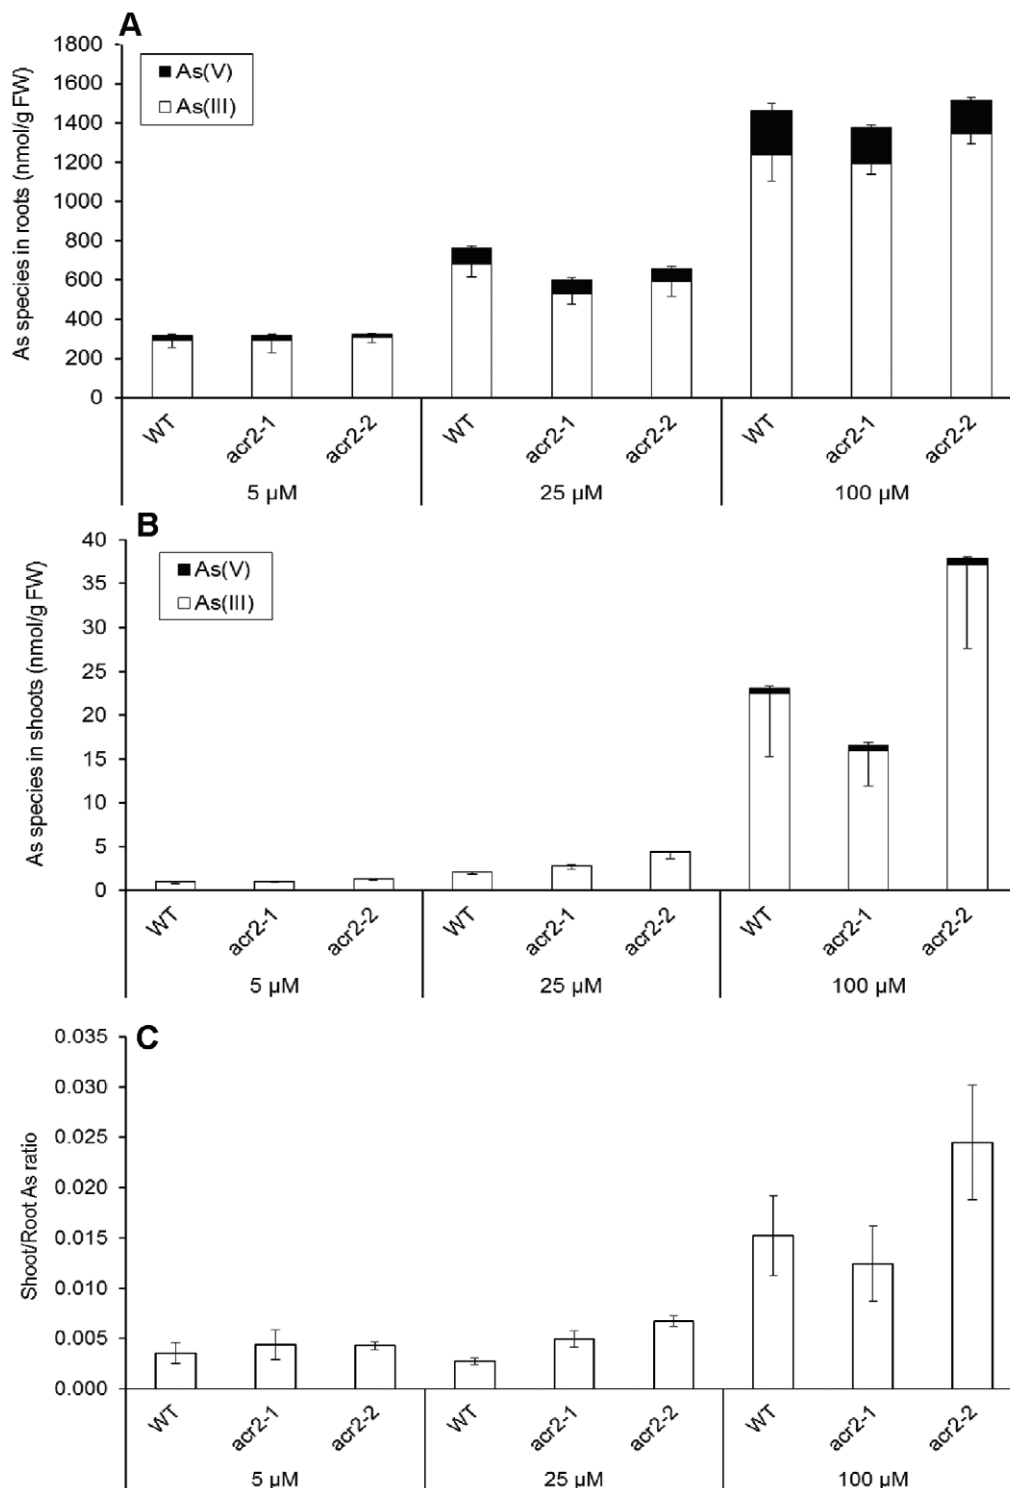 A
As species in roots (nmol/g FW)
1800
1600
1400
1200
1000
800
600
400
200
0
As(V)
As(III)
WT
acr2-1
acr2-2
WT
acr2-1
acr2-2
WT
acr2-1
acr2-2
5 µM
25 µM
100 µM
B
As species in shoots (nmol/g FW)
40
35
30
25
20
15
10
5
0
As(V)
As(III)
WT
acr2-1
acr2-2
WT
acr2-1
acr2-2
WT
acr2-1
acr2-2
5 µM
25 µM
100 µM
C
Shoot/Root As ratio
0.035
0.030
0.025
0.020
0.015
0.010
0.005
0.000
WT
acr2-1
acr2-2
WT
acr2-1
acr2-2
WT
acr2-1
acr2-2
5 µM
25 µM
100 µM